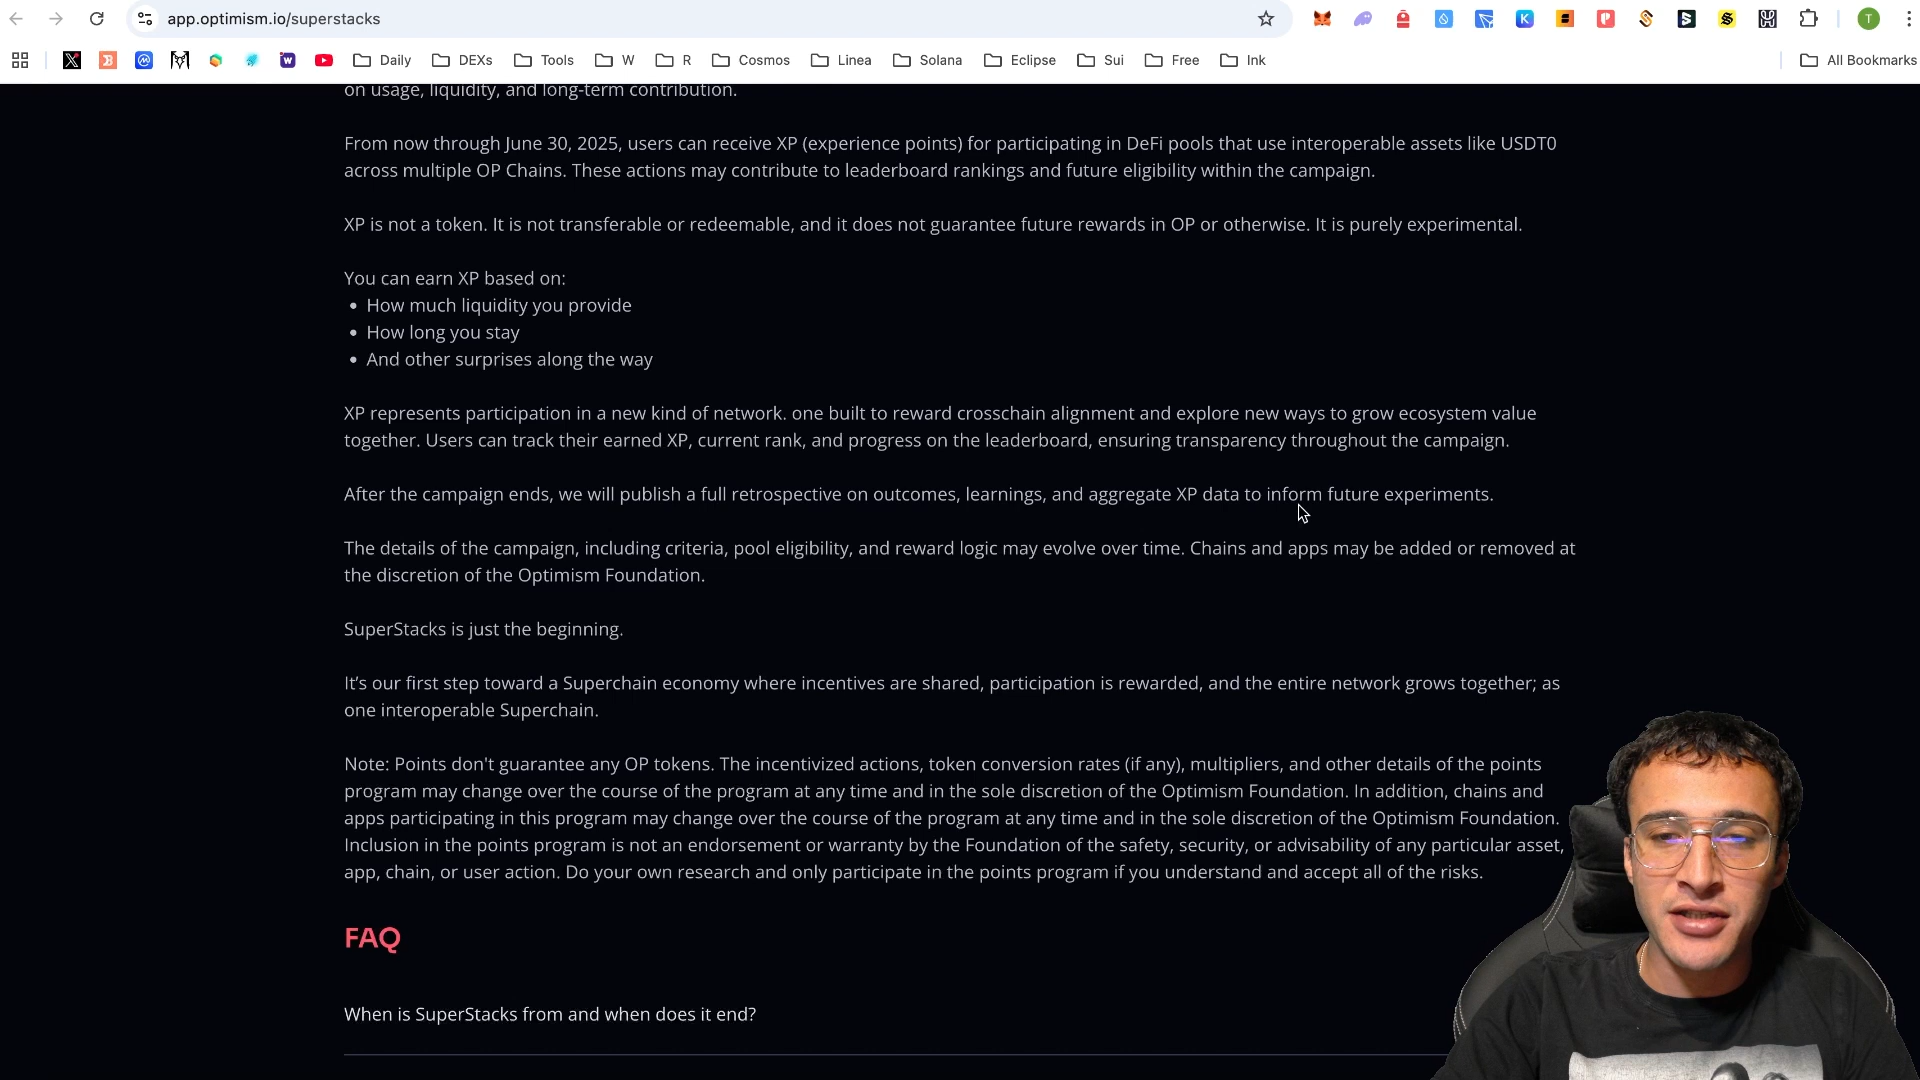 app.optimism.io/superstacks
T
Daily
DEXs
Tools
W
R
Cosmos
Linea
Solana
Eclipse
Sui
Free
Ink
All Bookmarks
on usage, liquidity, and long-term contribution.
From now through June 30, 2025, users can receive XP (experience points) for participating in DeFi pools that use interoperable assets like USDT0
across multiple OP Chains. These actions may contribute to leaderboard rankings and future eligibility within the campaign.
XP is not a token. It is not transferable or redeemable, and it does not guarantee future rewards in OP or otherwise. It is purely experimental.
You can earn XP based on:
• How much liquidity you provide
• How long you stay
• And other surprises along the way
XP represents participation in a new kind of network. one built to reward crosschain alignment and explore new ways to grow ecosystem value
together. Users can track their earned XP, current rank, and progress on the leaderboard, ensuring transparency throughout the campaign.
After the campaign ends, we will publish a full retrospective on outcomes, learnings, and aggregate XP data to inform future experiments.
The details of the campaign, including criteria, pool eligibility, and reward logic may evolve over time. Chains and apps may be added or removed at
the discretion of the Optimism Foundation.
SuperStacks is just the beginning.
It’s our first step toward a Superchain economy where incentives are shared, participation is rewarded, and the entire network grows together; as
one interoperable Superchain.
Note: Points don't guarantee any OP tokens. The incentivized actions, token conversion rates (if any), multipliers, and other details of the points
program may change over the course of the program at any time and in the sole discretion of the Optimism Foundation. In addition, chains and
apps participating in this program may change over the course of the program at any time and in the sole discretion of the Optimism Foundation.
Inclusion in the points program is not an endorsement or warranty by the Foundation of the safety, security, or advisability of any particular asset,
app, chain, or user action. Do your own research and only participate in the points program if you understand and accept all of the risks.
FAQ
When is SuperStacks from and when does it end?